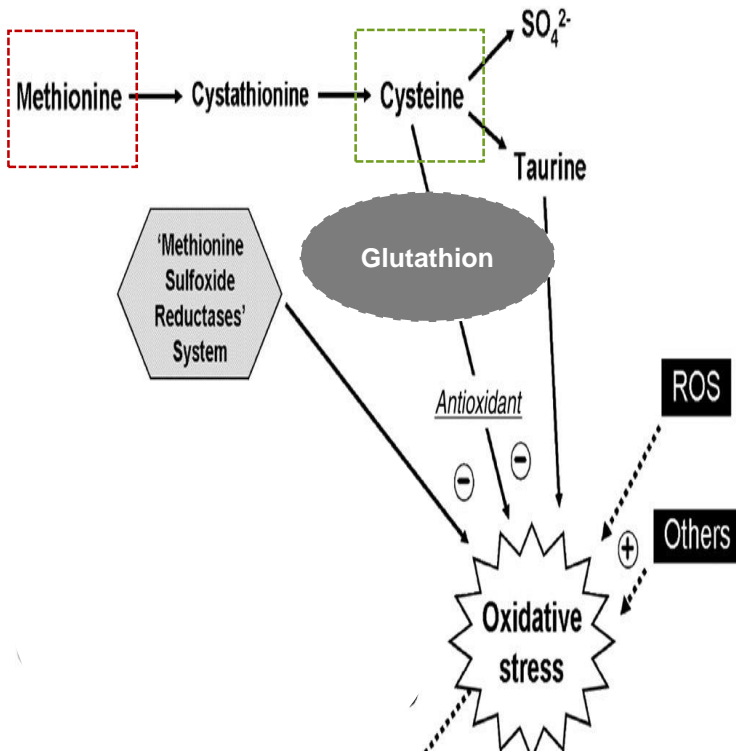 SO₄²⁻
Methionine
Cystathionine
Cysteine
Taurine
'Methionine
Sulfoxide
Reductases'
System
Glutathion
Antioxidant
ROS
−
−
Others
+
Oxidative
stress